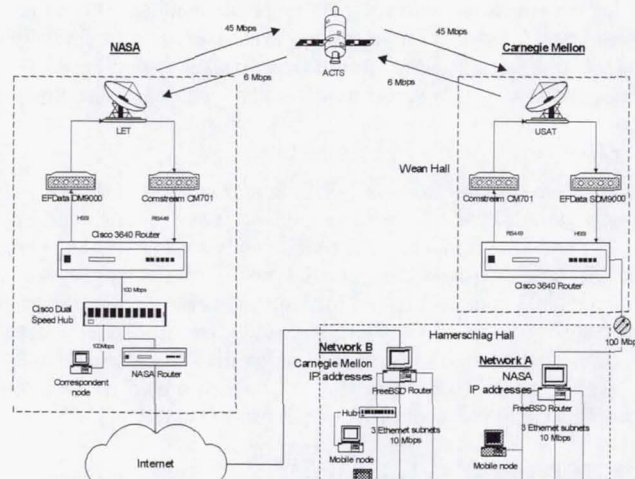 NASA
45 Mbps
45 Mbps
Carnegie Mellon
ACTS
6 Mbps
6 Mbps
LET
USAT
Wean Hall
EFData DM9000
Comstream CM701
Comstream CM701
EFData SDM9000
HSSI
RS449
RS449
HSSI
Cisco 3640 Router
Cisco 3640 Router
100 Mbps
Cisco Dual
Speed Hub
100Mbps
NASA Router
Correspondent
node
Hamerschlag Hall
100 Mbp
Network B
Carnegie Mellon
IP addresses
FreeBSD Router
Network A
NASA
IP addresses
FreeBSD Router
Hub
3 Ethernet subnets
10 Mbps
3 Ethernet subnets
10 Mbps
Mobile node
Mobile node
Internet